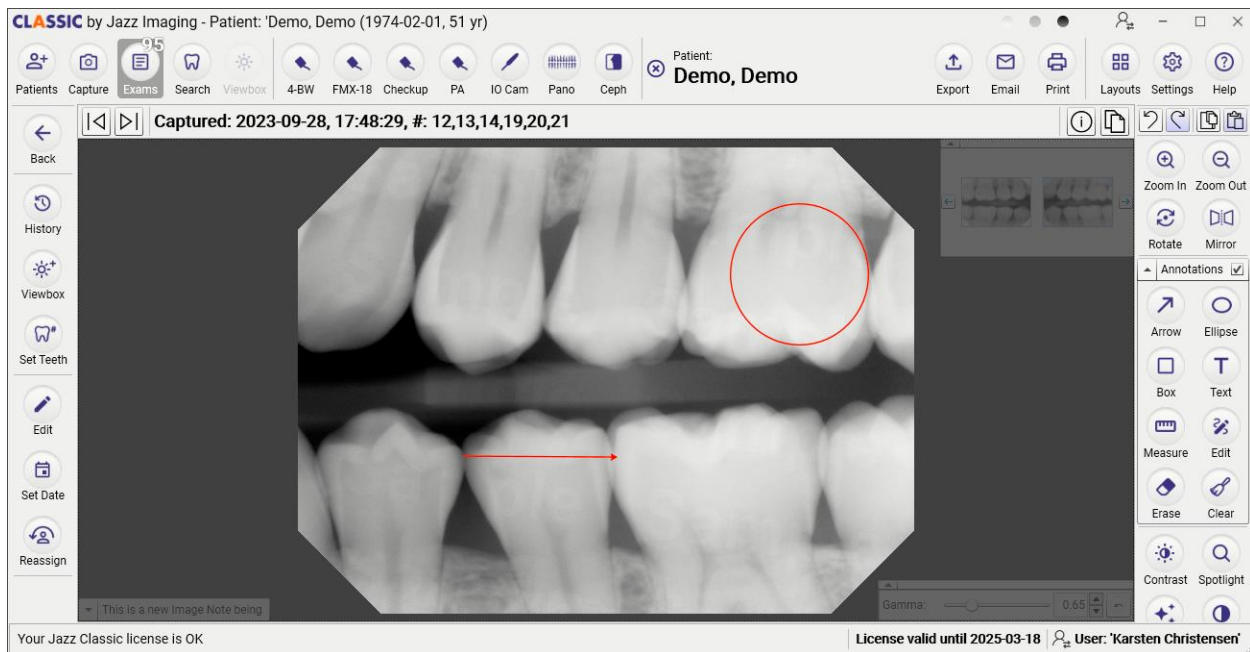 CLASSIC by Jazz Imaging - Patient: 'Demo, Demo (1974-02-01, 51 yr)
95
Patients Capture Exams Search Viewbox 4-BW FMX-18 Checkup PA IO Cam Pano Ceph
Patient:
Demo, Demo
Export Email Print Layouts Settings Help
Captured: 2023-09-28, 17:48:29, #: 12,13,14,19,20,21
Back
History
Viewbox
Set Teeth
Edit
Set Date
Reassign
Zoom In Zoom Out
Rotate Mirror
Annotations
Arrow Ellipse
Box Text
Measure Edit
Erase Clear
Contrast Spotlight
This is a new Image Note being
Gamma: 0.65
Your Jazz Classic license is OK
License valid until 2025-03-18 User: 'Karsten Christensen'